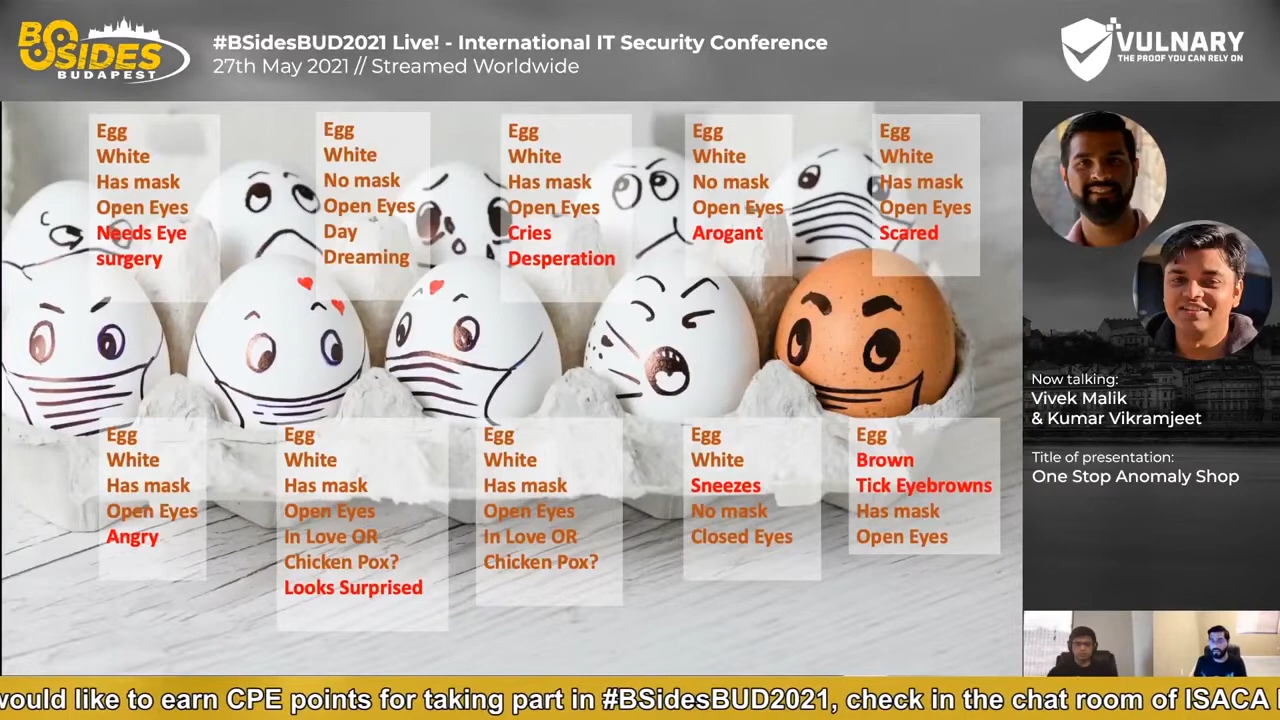 BSIDES
BUDAPEST
#BSidesBUD2021 Live! - International IT Security Conference
27th May 2021 // Streamed Worldwide
VULNARY
THE PROOF YOU CAN RELY ON
Egg
White
Has mask
Open Eyes
Needs Eye
surgery
Egg
White
No mask
Open Eyes
Day
Dreaming
Egg
White
Has mask
Open Eyes
Cries
Desperation
Egg
White
No mask
Open Eyes
Arogant
Egg
White
Has mask
Open Eyes
Scared
Egg
White
Has mask
Open Eyes
Angry
Egg
White
Has mask
Open Eyes
In Love OR
Chicken Pox?
Looks Surprised
Egg
White
Has mask
Open Eyes
In Love OR
Chicken Pox?
Egg
White
Sneezes
No mask
Closed Eyes
Egg
Brown
Tick Eyebrowns
Has mask
Open Eyes
Now talking:
Vivek Malik
& Kumar Vikramjeet
Title of presentation:
One Stop Anomaly Shop
would like to earn CPE points for taking part in #BSidesBUD2021, check in the chat room of ISACA